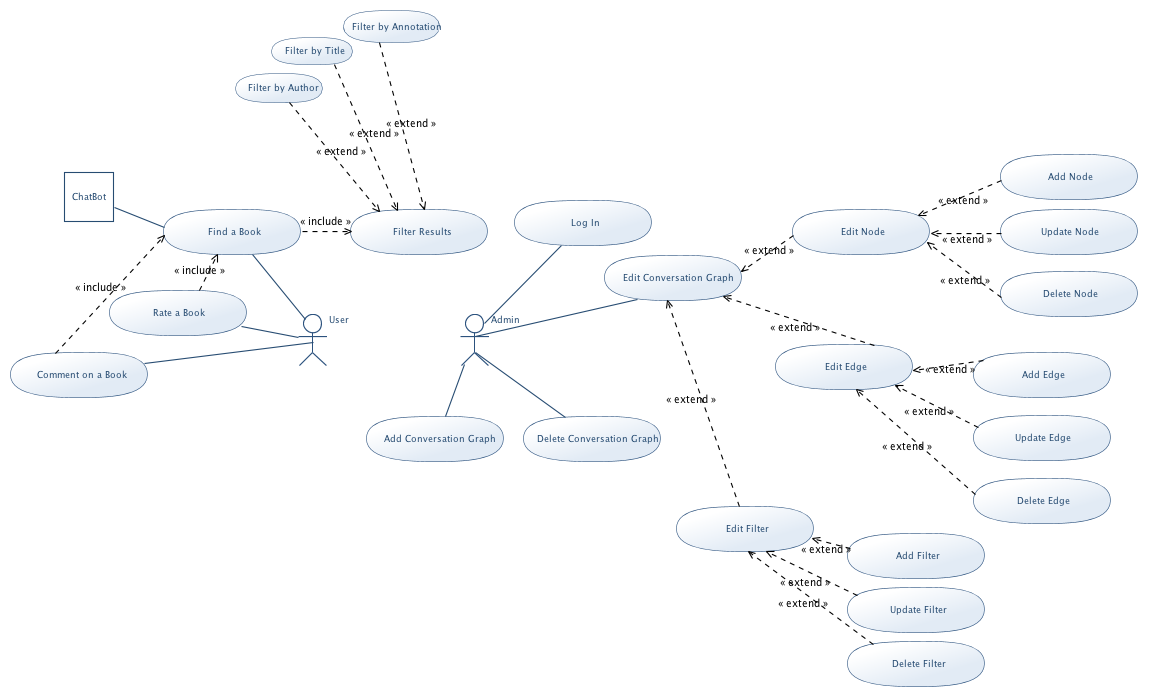 Filter by Annotation
Filter by Title
Filter by Author
« extend »
« extend »
« extend »
ChatBot
Find a Book
« include »
Filter Results
Log In
« include »
« include »
Rate a Book
User
Comment on a Book
Admin
Edit Conversation Graph
« extend »
Edit Node
« extend »
Add Node
« extend »
Update Node
« extend »
Delete Node
« extend »
Edit Edge
« extend »
Add Edge
« extend »
Update Edge
« extend »
Delete Edge
« extend »
Add Conversation Graph
Delete Conversation Graph
Edit Filter
« extend »
Add Filter
« extend »
Update Filter
« extend »
Delete Filter